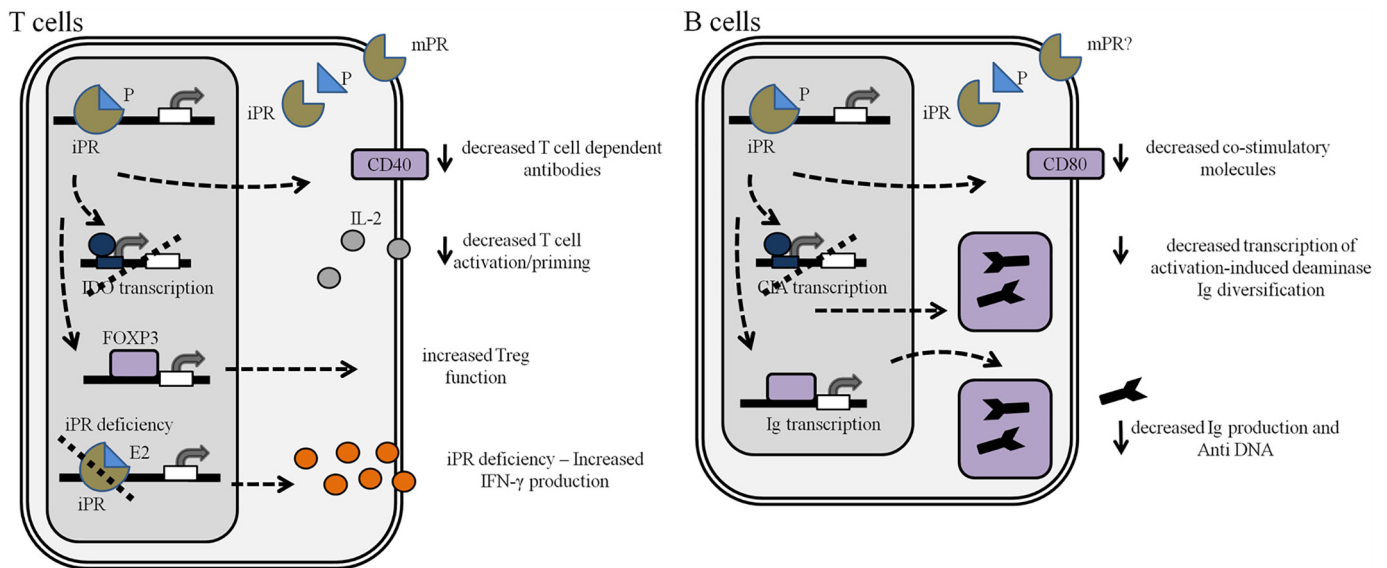 T cells
mPR
P
iPR
P
iPR
CD40
decreased T cell dependent
antibodies
IL-2
decreased T cell
activation/priming
IDO transcription
FOXP3
increased Treg
function
iPR deficiency
E2
iPR
iPR deficiency – Increased
IFN-γ production
B cells
mPR?
P
iPR
P
iPR
CD80
decreased co-stimulatory
molecules
decreased transcription of
activation-induced deaminase
Ig diversification
CIA transcription
Ig transcription
decreased Ig production and
Anti DNA